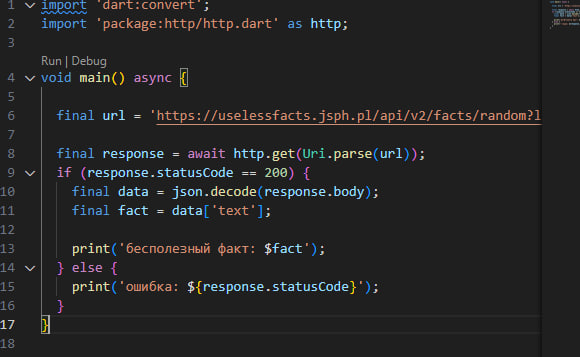 1 import 'dart:convert';
2 import 'package:http/http.dart' as http;
3
Run | Debug
4 void main() async {
5
6 final url = 'https://uselessfacts.jsph.pl/api/v2/facts/random?l
7
8 final response = await http.get(Uri.parse(url));
9 if (response.statusCode == 200) {
10 final data = json.decode(response.body);
11 final fact = data['text'];
12
13 print('бесполезный факт: $fact');
14 } else {
15 print('ошибка: ${response.statusCode}');
16 }
17 }
18